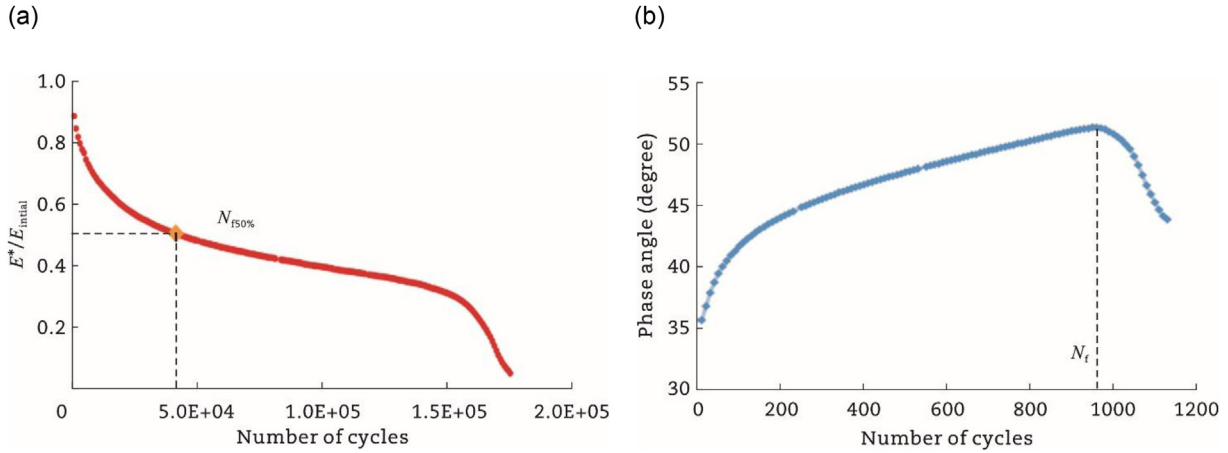 (a)
1.0
0.8
0.6
0.4
0.2
0
5.0E+04
1.0E+05
1.5E+05
2.0E+05
E*/Eintial
Nf50%
Number of cycles
(b)
55
50
45
40
35
30
0
200
400
600
800
1000
1200
Phase angle (degree)
Nf
Number of cycles